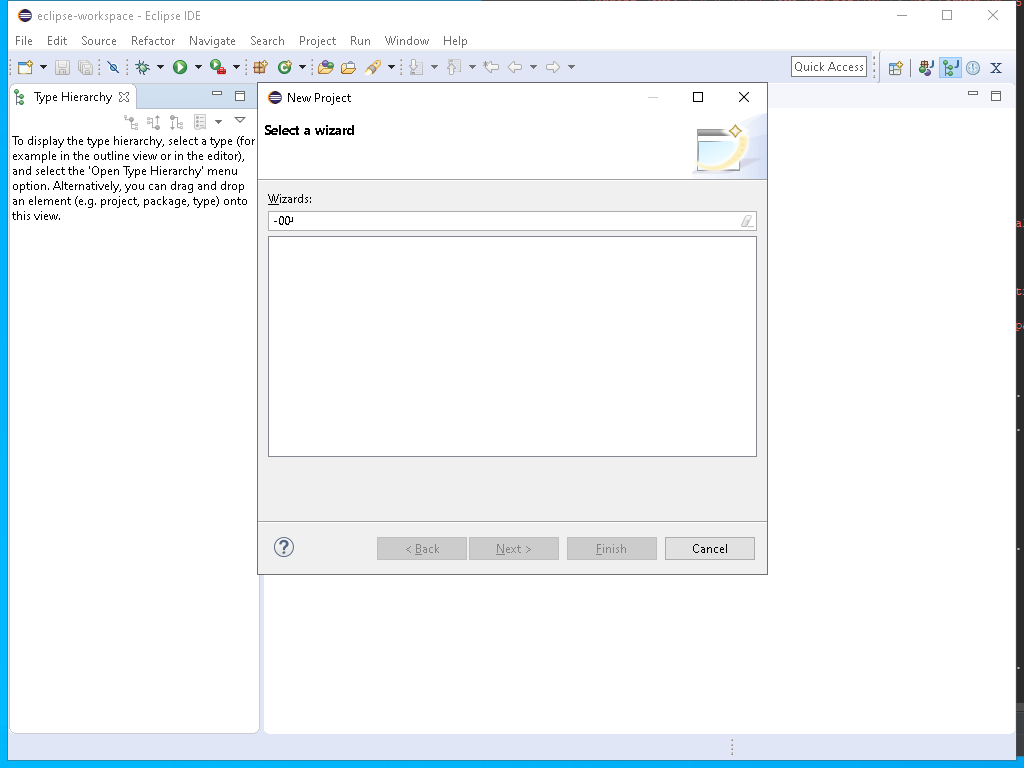 eclipse-workspace - Eclipse IDE
File Edit Source Refactor Navigate Search Project Run Window Help
Quick Access
Type Hierarchy
To display the type hierarchy, select a type (for
example in the outline view or in the editor),
and select the 'Open Type Hierarchy' menu
option. Alternatively, you can drag and drop
an element (e.g. project, package, type) onto
this view.
New Project
Select a wizard
Wizards:
< Back Next > Finish Cancel